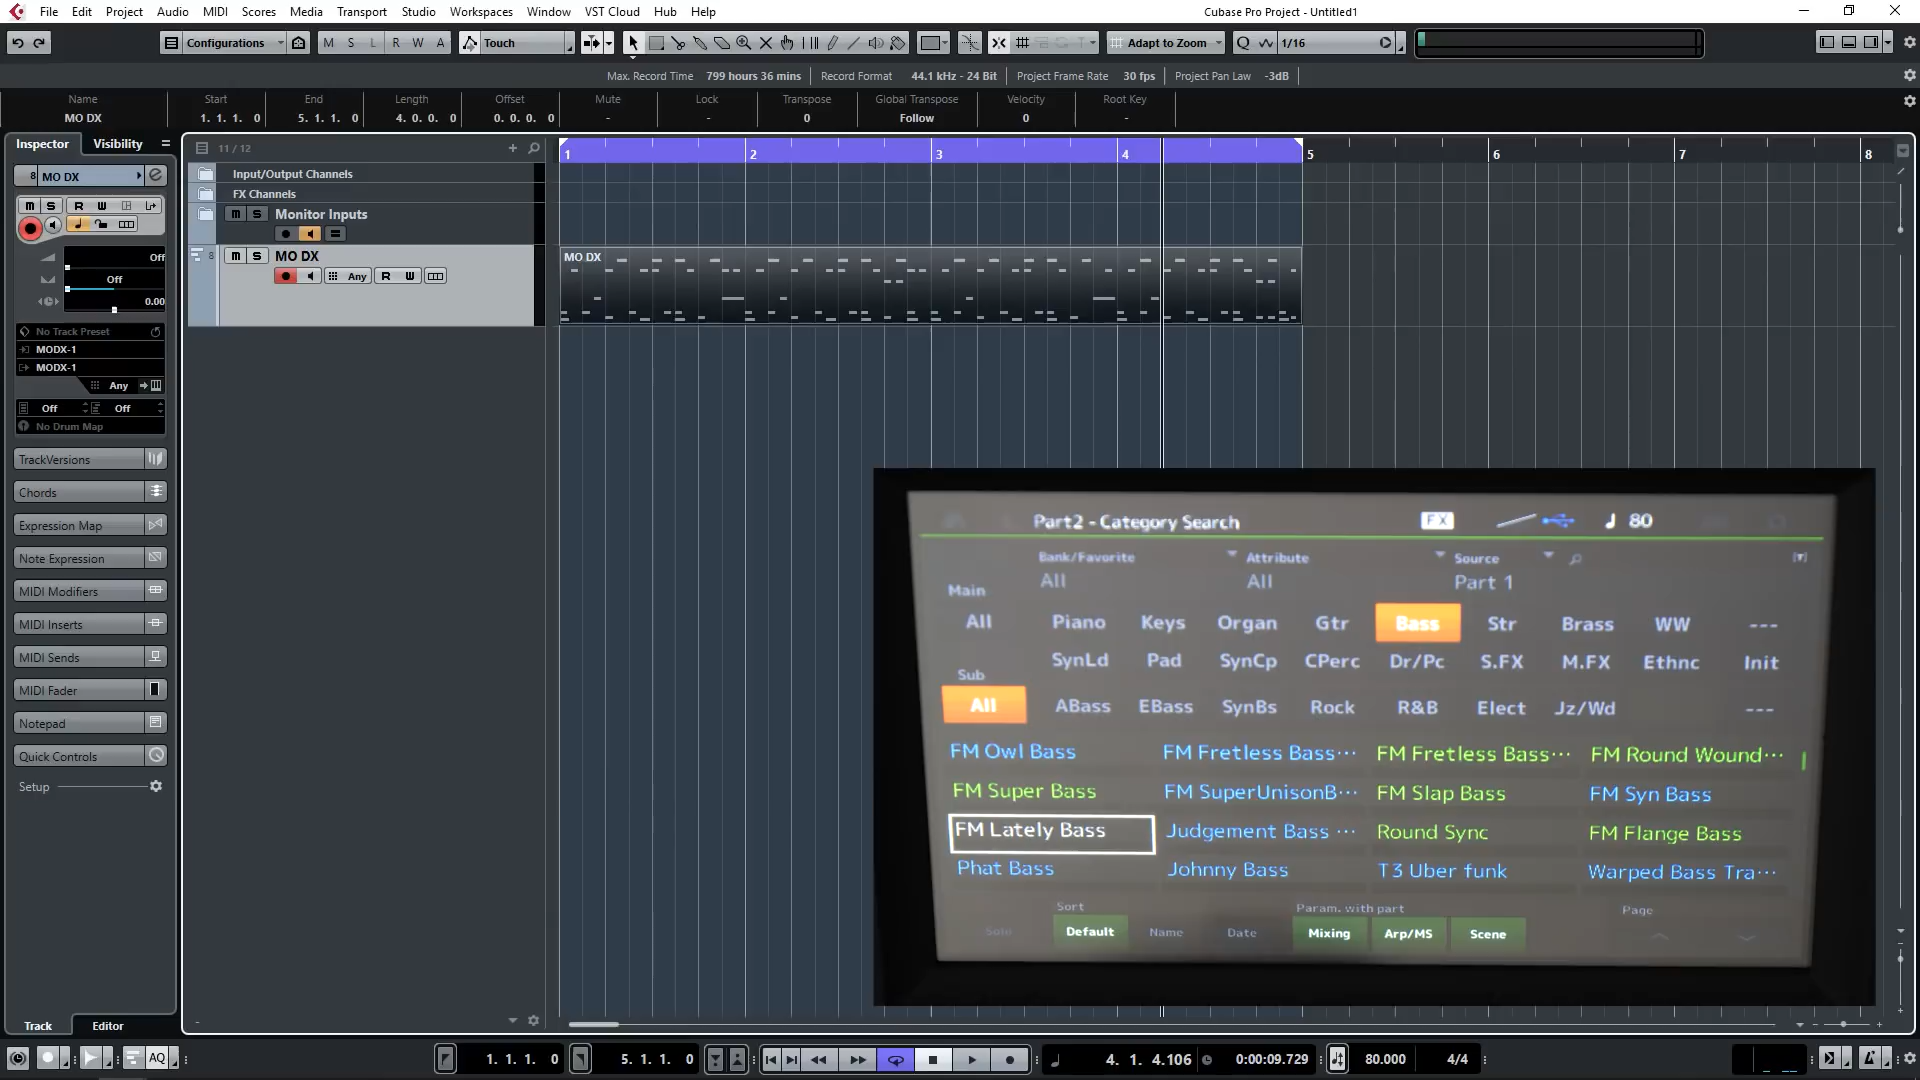 File Edit Project Audio MIDI Scores Media Transport Studio Workspaces Window VST Cloud Hub Help
Cubase Pro Project - Untitled1
Configurations M S L R W A Touch Adapt to Zoom Q 1/16
Max. Record Time 799 hours 36 mins Record Format 44.1 kHz - 24 Bit Project Frame Rate 30 fps Project Pan Law -3dB
Name Start End Length Offset Mute Lock Transpose Global Transpose Velocity Root Key
MO DX 1. 1. 1. 0 5. 1. 1. 0 4. 0. 0. 0 0. 0. 0. 0 - - 0 Follow 0 -
Inspector Visibility
11 / 12
1 2 3 4 5 6 7 8
8 MO DX
Input/Output Channels
FX Channels
m S R W
m S Monitor Inputs
8 m S MO DX
Any R W
MO DX
Off
Off
0.00
No Track Preset
MODX-1
MODX-1
Any
Off Off
No Drum Map
TrackVersions
Chords
Expression Map
Note Expression
MIDI Modifiers
MIDI Inserts
MIDI Sends
MIDI Fader
Notepad
Quick Controls
Setup
Part2 - Category Search FX 80
Bank/Favorite Attribute Source
All All Part 1
Main
All Piano Keys Organ Gtr Bass Str Brass WW ---
SynLd Pad SynCp CPerc Dr/Pc S.FX M.FX Ethnc Init
Sub
All ABass EBass SynBs Rock R&B Elect Jz/Wd ---
FM Owl Bass FM Fretless Bass··· FM Fretless Bass··· FM Round Wound···
FM Super Bass FM SuperUnisonB··· FM Slap Bass FM Syn Bass
FM Lately Bass Judgement Bass ··· Round Sync FM Flange Bass
Phat Bass Johnny Bass T3 Uber funk Warped Bass Tra···
Sort Param. with part Page
Solo Default Name Date Mixing Arp/MS Scene
Track Editor
AQ 1. 1. 1. 0 5. 1. 1. 0 4. 1. 4.106 0:00:09.729 80.000 4/4